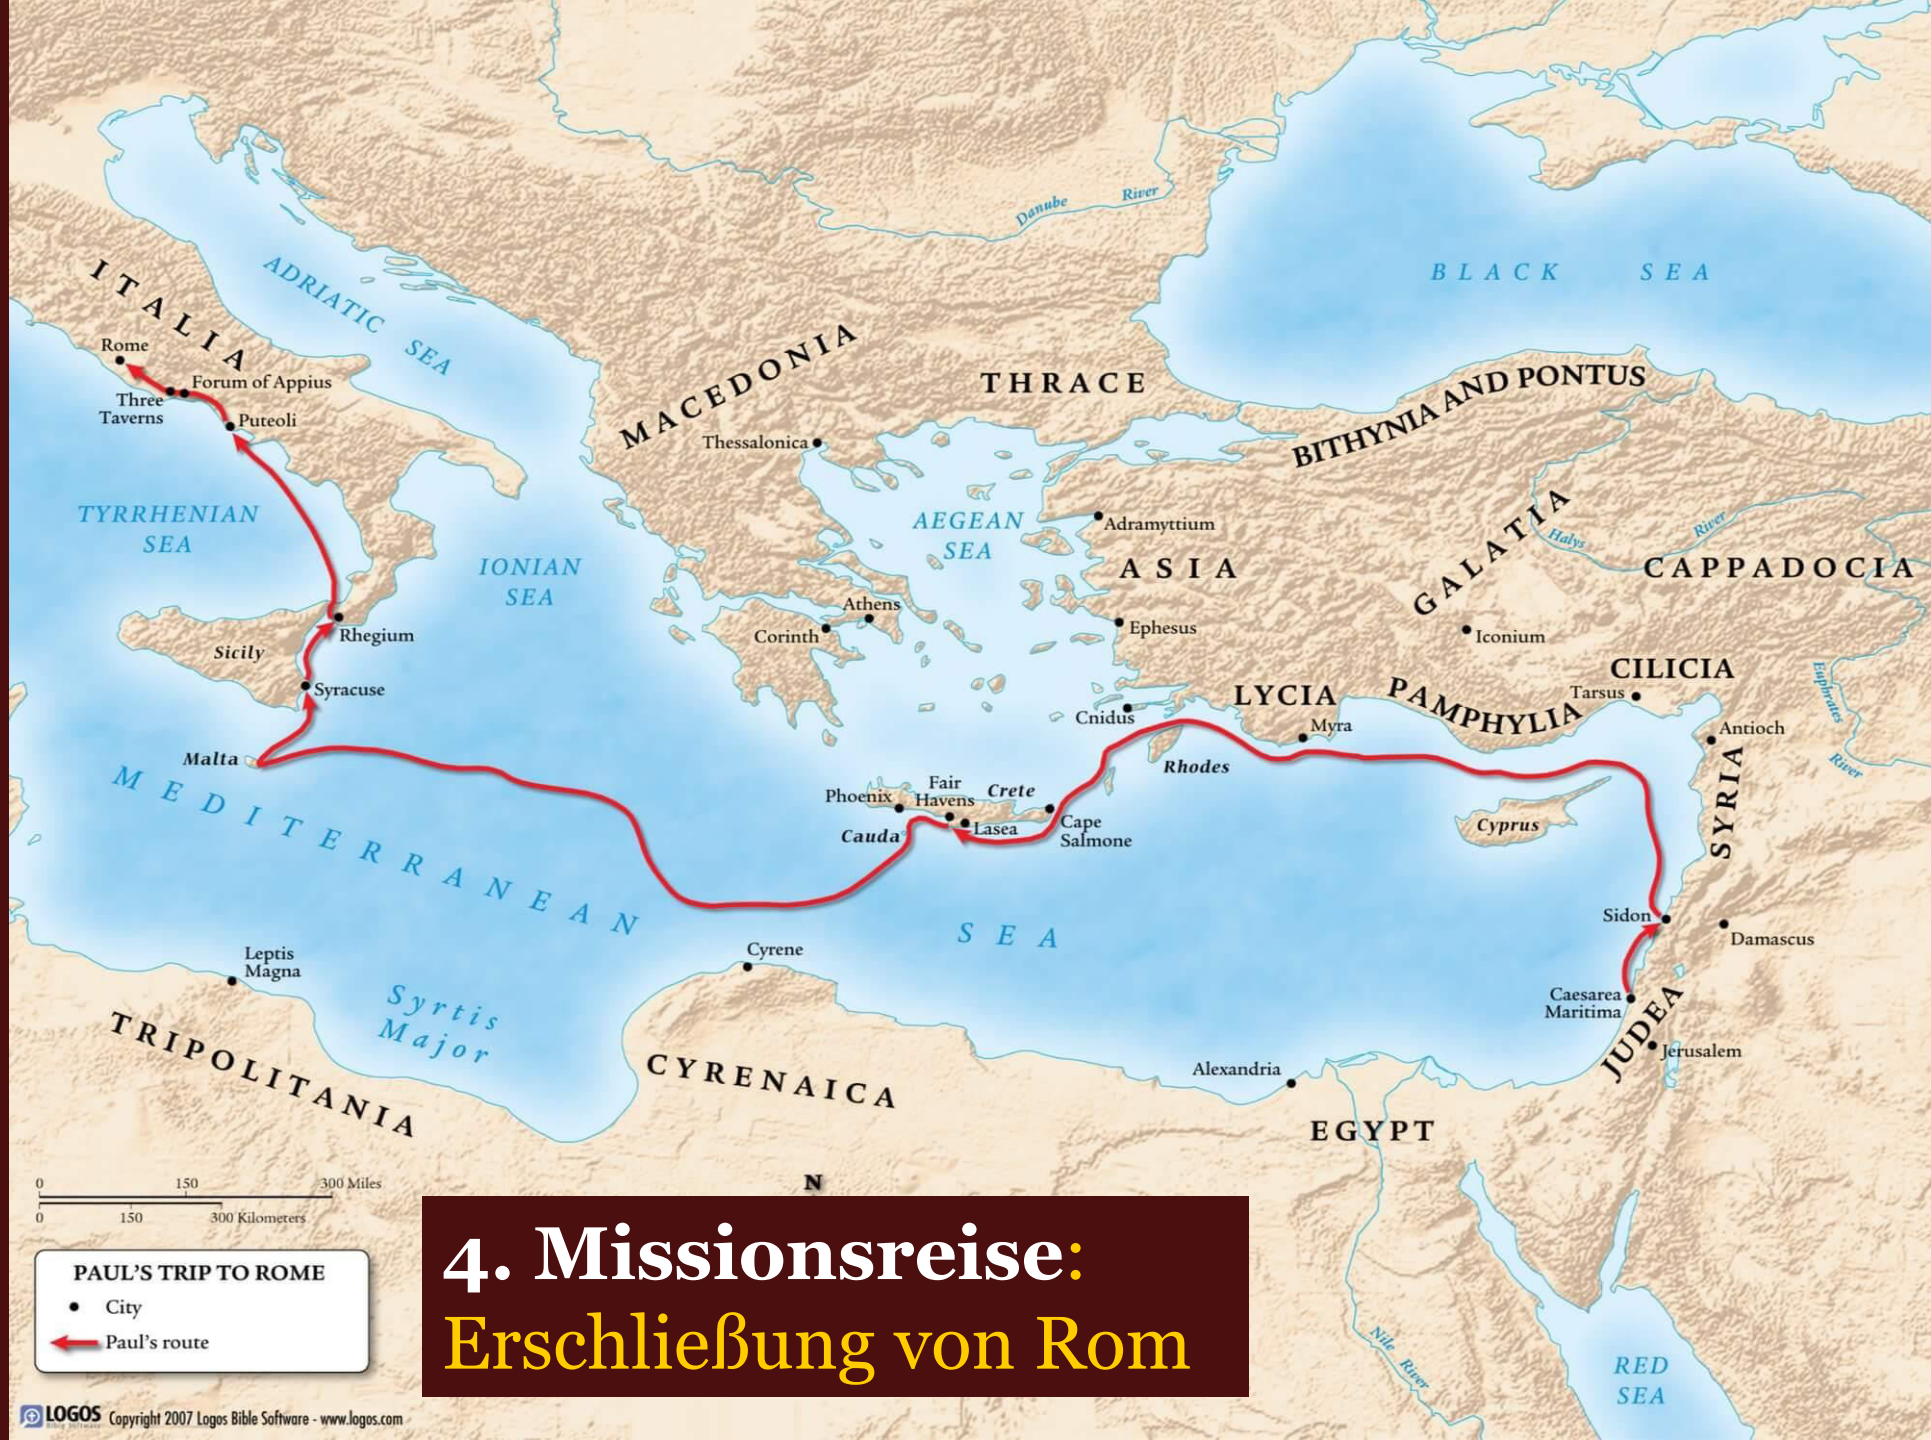 Danube River
BLACK SEA
ITALIA
ADRIATIC SEA
Rome
Forum of Appius
Three
Taverns
Puteoli
MACEDONIA
THRACE
BITHYNIA AND PONTUS
Thessalonica
TYRRHENIAN
SEA
IONIAN
SEA
AEGEAN
SEA
Adramyttium
ASIA
GALATIA
Halys River
CAPPADOCIA
Athens
Corinth
Ephesus
Iconium
Rhegium
Sicily
Syracuse
CILICIA
Tarsus
LYCIA
PAMPHYLIA
Cnidus
Myra
Antioch
Euphrates River
Malta
Rhodes
SYRIA
MEDITERRANEAN SEA
Phoenix
Fair
Havens
Crete
Cauda
Lasea
Cape
Salmone
Cyprus
Sidon
Damascus
Leptis
Magna
Cyrene
Syrtis
Major
Caesarea
Maritima
JUDEA
Jerusalem
TRIPOLITANIA
CYRENAICA
Alexandria
EGYPT
0 150 300 Miles
0 150 300 Kilometers
N
4. Missionsreise:
Erschließung von Rom
PAUL'S TRIP TO ROME
City
Paul's route
Nile River
RED
SEA
LOGOS Copyright 2007 Logos Bible Software - www.logos.com
Bible Software